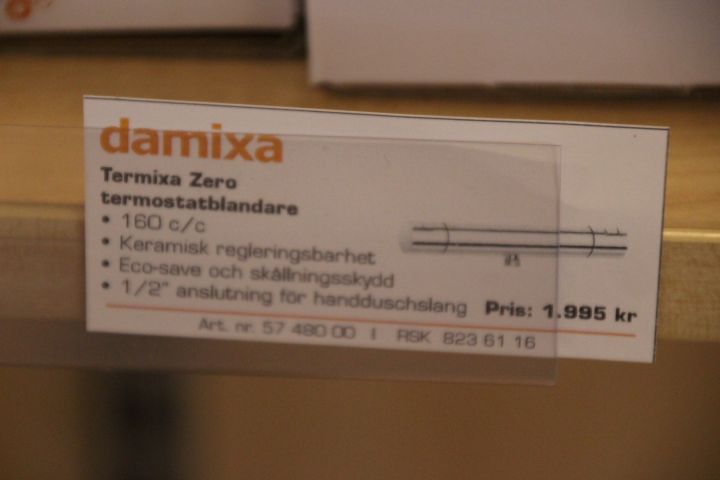 damixa
Termixa Zero
termostatblandare
• 160 c/c
• Keramisk regleringsbarhet
• Eco-save och skållningsskydd
• 1/2" anslutning för handduschslang
Pris: 1.995 kr
Art. nr. 57 480 00 | RSK 823 61 16